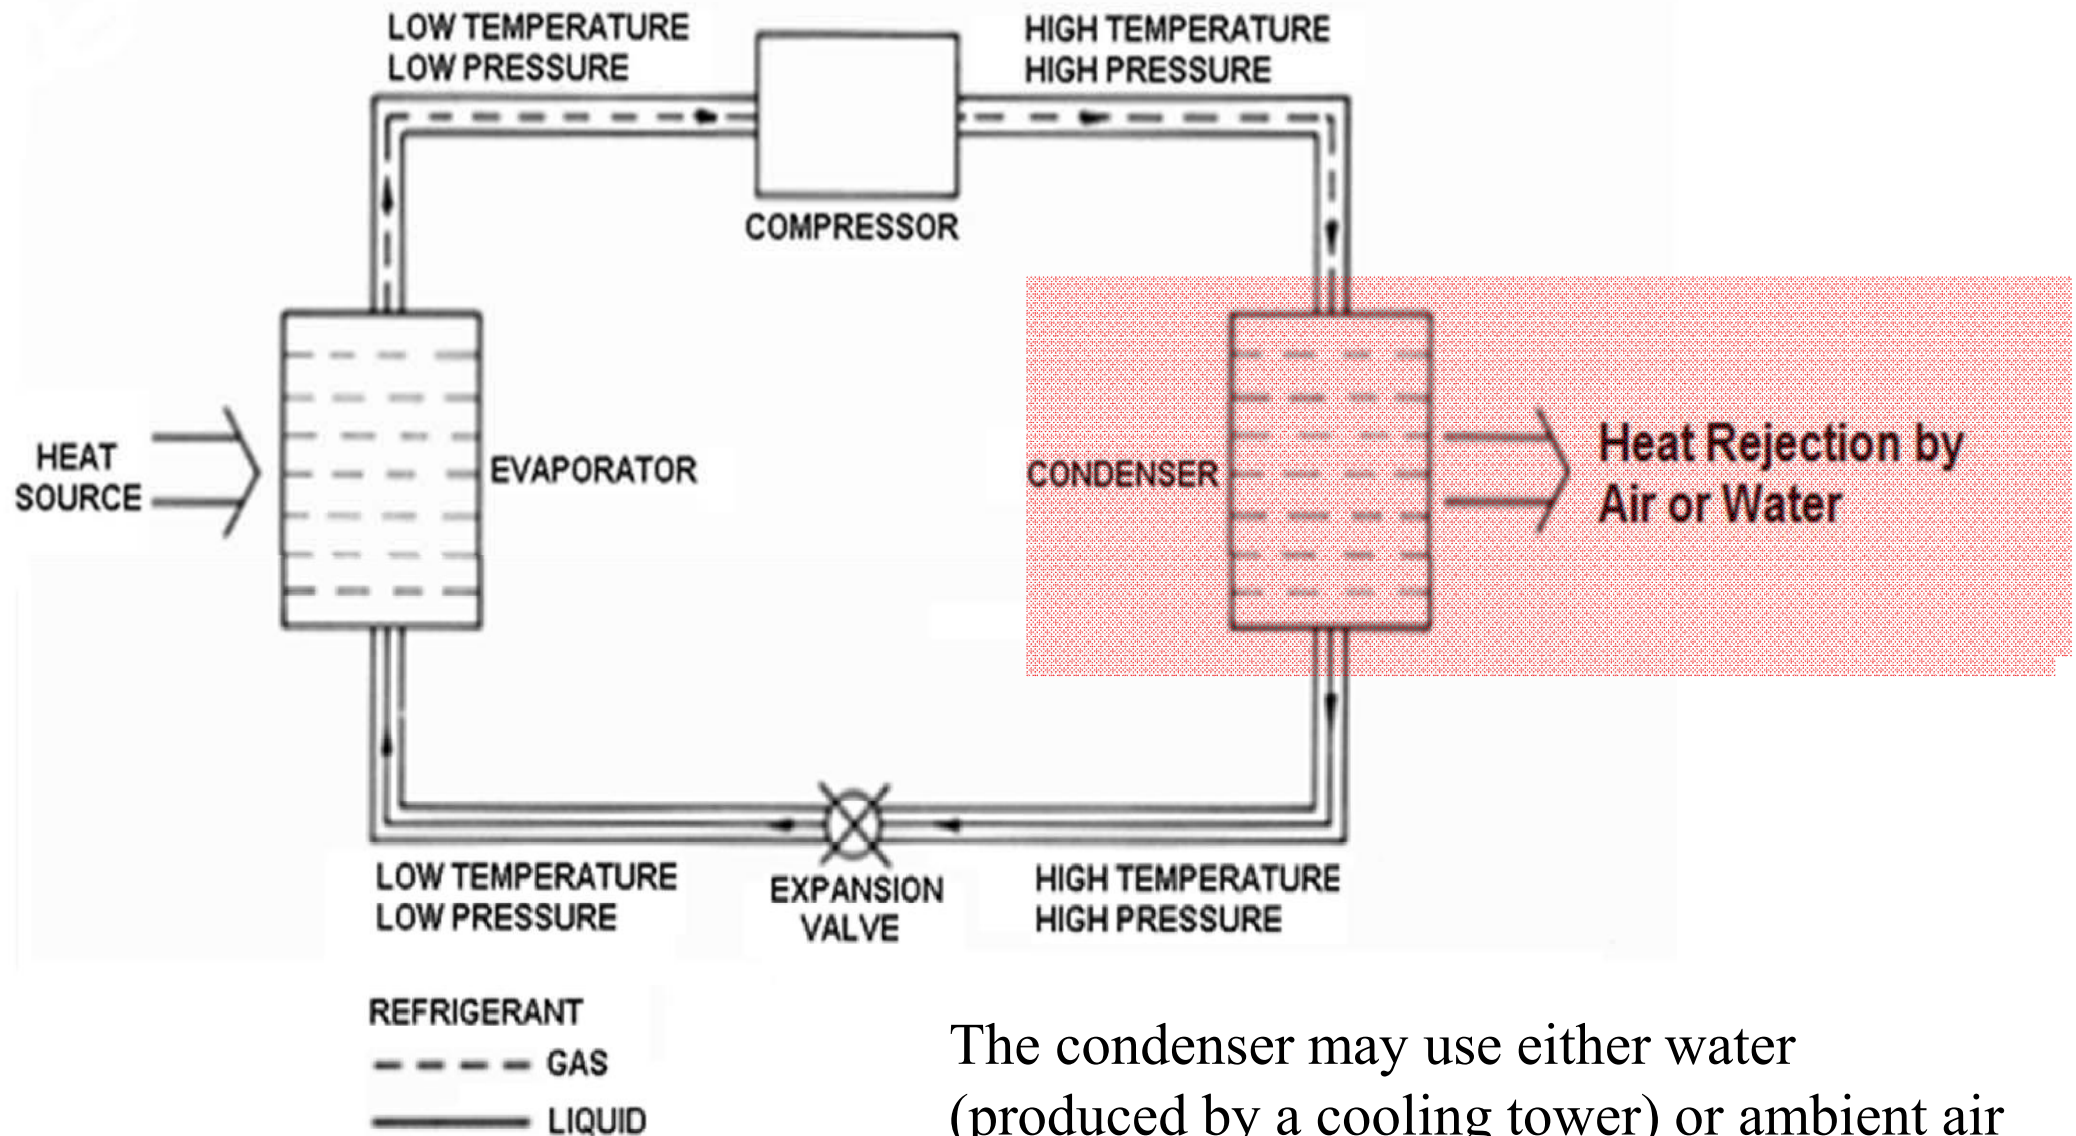 LOW TEMPERATURE
LOW PRESSURE
HIGH TEMPERATURE
HIGH PRESSURE
COMPRESSOR
HEAT
SOURCE
EVAPORATOR
CONDENSER
Heat Rejection by
Air or Water
LOW TEMPERATURE
LOW PRESSURE
EXPANSION
VALVE
HIGH TEMPERATURE
HIGH PRESSURE
REFRIGERANT
GAS
LIQUID
The condenser may use either water
(produced by a cooling tower) or ambient air